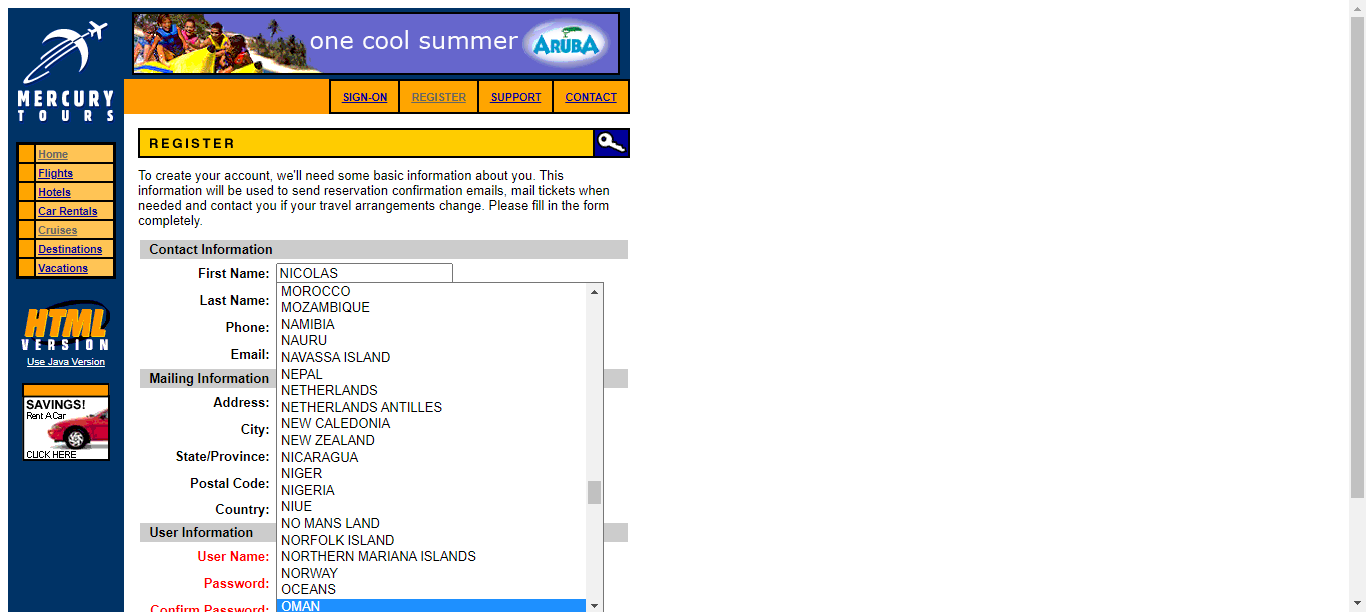 one cool summer ARUBA
MERCURY
TOURS
SIGN-ON REGISTER SUPPORT CONTACT
REGISTER
Home
Flights
Hotels
Car Rentals
Cruises
Destinations
Vacations
HTML
VERSION
Use Java Version
SAVINGS!
Rent A Car
CLICK HERE
To create your account, we'll need some basic information about you. This
information will be used to send reservation confirmation emails, mail tickets when
needed and contact you if your travel arrangements change. Please fill in the form
completely.
Contact Information
First Name: NICOLAS
Last Name:
Phone:
Email:
Mailing Information
Address:
City:
State/Province:
Postal Code:
Country:
User Information
User Name:
Password:
Confirm Password:
MOROCCO
MOZAMBIQUE
NAMIBIA
NAURU
NAVASSA ISLAND
NEPAL
NETHERLANDS
NETHERLANDS ANTILLES
NEW CALEDONIA
NEW ZEALAND
NICARAGUA
NIGER
NIGERIA
NIUE
NO MANS LAND
NORFOLK ISLAND
NORTHERN MARIANA ISLANDS
NORWAY
OCEANS
OMAN